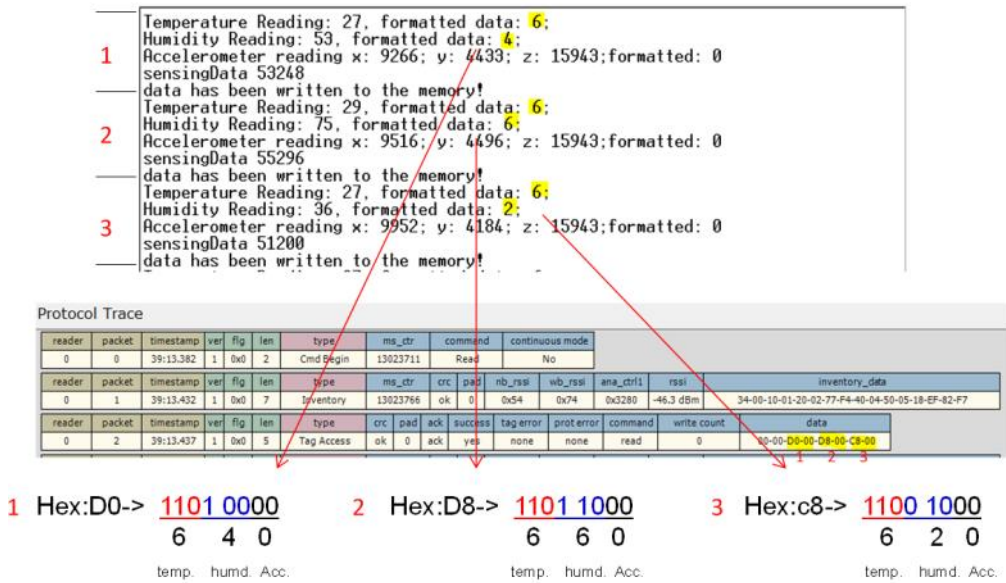 Temperature Reading: 27, formatted data: 6;
Humidity Reading: 53, formatted data: 4;
1
Accelerometer reading x: 9266; y: 4433; z: 15943;formatted: 0
sensingData 53248
data has been written to the memory!
Temperature Reading: 29, formatted data: 6;
Humidity Reading: 75, formatted data: 6;
2
Accelerometer reading x: 9516; y: 4496; z: 15943;formatted: 0
sensingData 55296
data has been written to the memory!
Temperature Reading: 27, formatted data: 6;
Humidity Reading: 36, formatted data: 2;
3
Accelerometer reading x: 9952; y: 4184; z: 15943;formatted: 0
sensingData 51200
data has been written to the memory!
Protocol Trace
reader packet timestamp ver flg len type ms_ctr command continuous mode
0 0 39:13.382 1 0x0 2 Cmd Begin 13023711 Read No
reader packet timestamp ver flg len type ms_ctr crc pad nb_rssi wb_rssi ana_ctrl1 rssi inventory_data
0 1 39:13.432 1 0x0 7 Inventory 13023766 ok 0 0x54 0x74 0x3280 -46.3 dBm 34-00-10-01-20-02-77-F4-40-04-50-05-18-EF-82-F7
reader packet timestamp ver flg len type crc pad ack success tag error prot error command write count data
0 2 39:13.437 1 0x0 5 Tag Access ok 0 ack yes none none read 0 00-00-D0-00-D8-00-C8-00
1 2 3
1 Hex:D0-> 1101 0000 2 Hex:D8-> 1101 1000 3 Hex:c8-> 1100 1000
6 4 0 6 6 0 6 2 0
temp. humd. Acc. temp. humd. Acc. temp. humd. Acc.